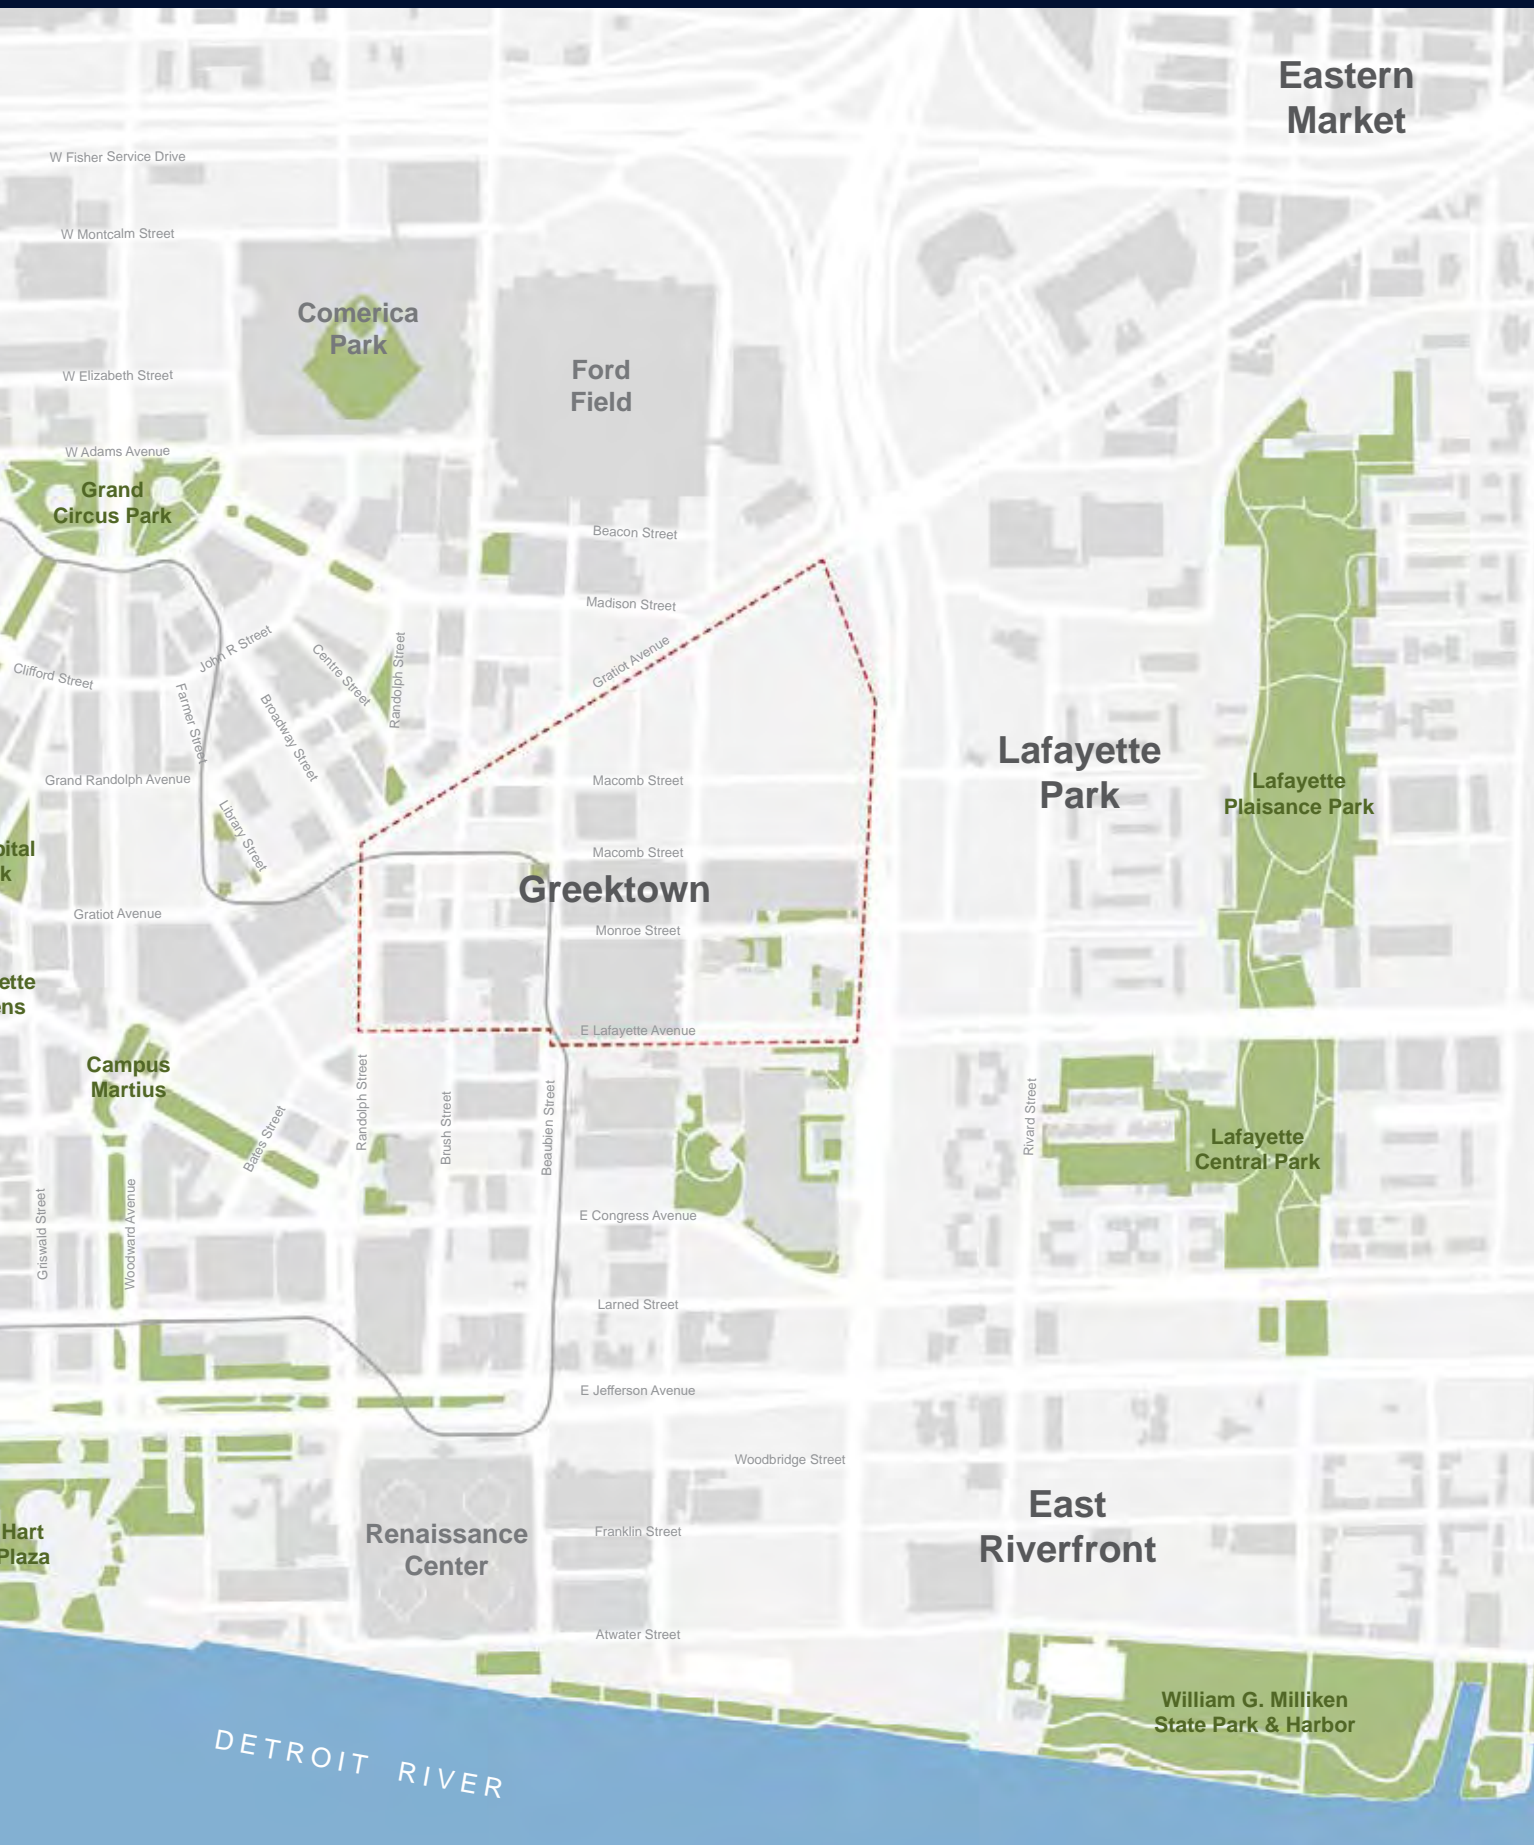 Eastern
Market
W Fisher Service Drive
W Montcalm Street
Comerica
Park
Ford
Field
W Elizabeth Street
W Adams Avenue
Grand
Circus Park
Beacon Street
Madison Street
Gratiot Avenue
John R Street
Centre Street
Randolph Street
Clifford Street
Farmer Street
Broadway Street
Lafayette
Park
Grand Randolph Avenue
Macomb Street
Lafayette
Plaisance Park
Library Street
pital
k
Macomb Street
Greektown
Gratiot Avenue
Monroe Street
ette
ens
E Lafayette Avenue
Campus
Martius
Randolph Street
Brush Street
Beaubien Street
Rivard Street
Bates Street
Lafayette
Central Park
Griswald Street
Woodward Avenue
E Congress Avenue
Larned Street
E Jefferson Avenue
Woodbridge Street
East
Riverfront
Hart
Plaza
Renaissance
Center
Franklin Street
Atwater Street
William G. Milliken
State Park & Harbor
DETROIT RIVER